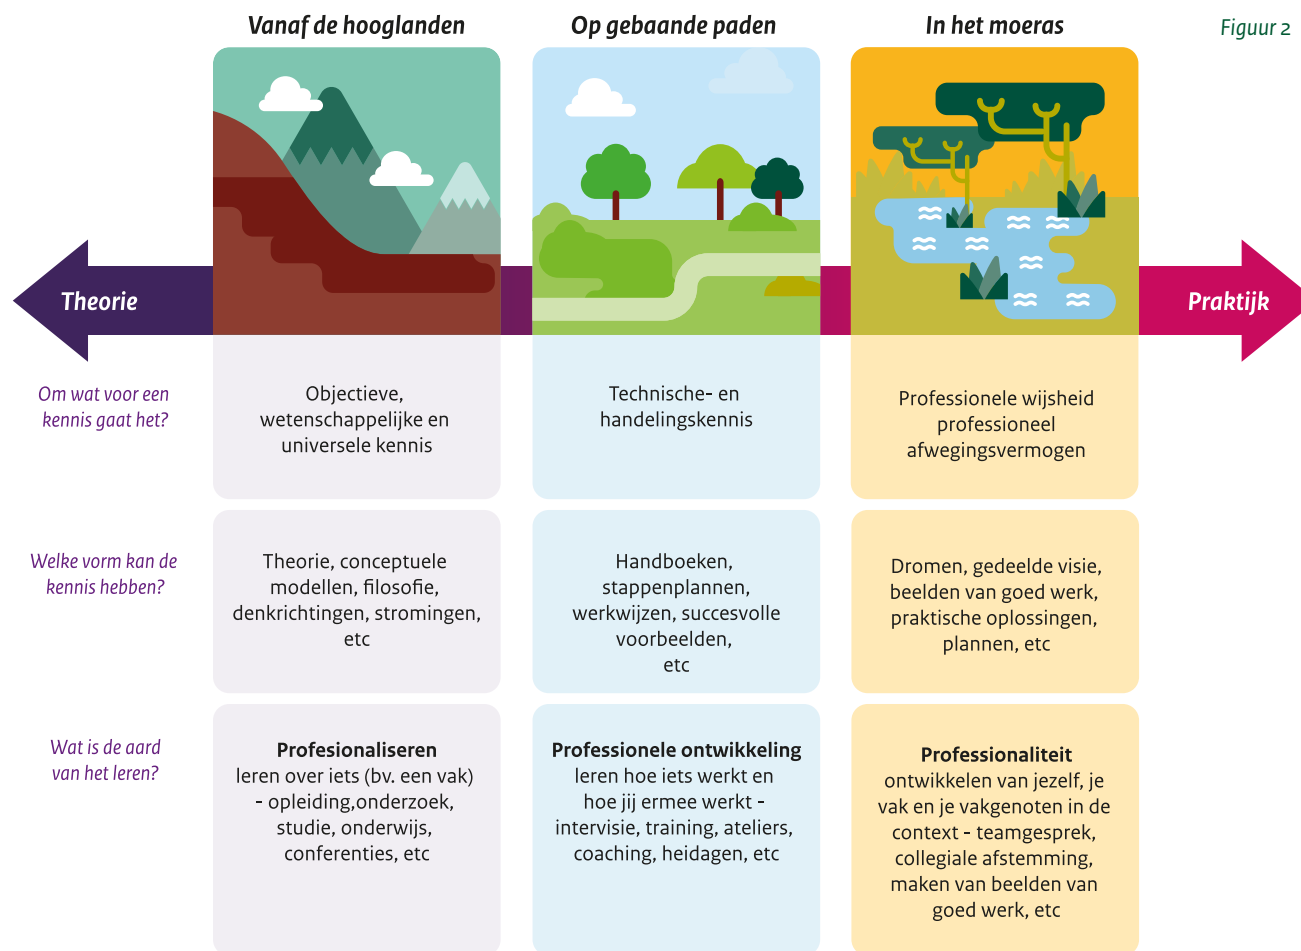 Vanaf de hooglanden
Op gebaande paden
In het moeras
Figuur 2
Theorie
Praktijk
Om wat voor een
kennis gaat het?
Objectieve,
wetenschappelijke en
universele kennis
Technische- en
handelingskennis
Professionele wijsheid
professioneel
afwegingsvermogen
Welke vorm kan de
kennis hebben?
Theorie, conceptuele
modellen, filosofie,
denkrichtingen, stromingen,
etc
Handboeken,
stappenplannen,
werkwijzen, succesvolle
voorbeelden,
etc
Dromen, gedeelde visie,
beelden van goed werk,
praktische oplossingen,
plannen, etc
Wat is de aard
van het leren?
Profesionaliseren
leren over iets (bv. een vak)
- opleiding,onderzoek,
studie, onderwijs,
conferenties, etc
Professionele ontwikkeling
leren hoe iets werkt en
hoe jij ermee werkt -
intervisie, training, ateliers,
coaching, heidagen, etc
Professionaliteit
ontwikkelen van jezelf, je
vak en je vakgenoten in de
context - teamgesprek,
collegiale afstemming,
maken van beelden van
goed werk, etc